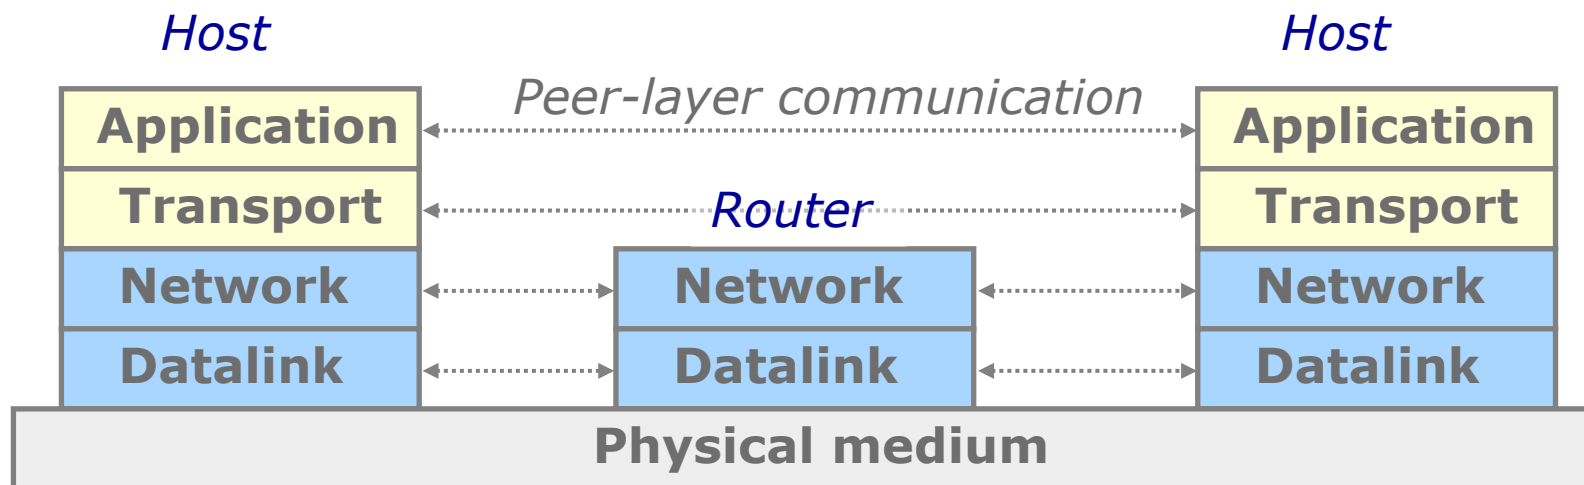 Host Host
Peer-layer communication
Application Application
Transport Router Transport
Network Network Network
Datalink Datalink Datalink
Physical medium